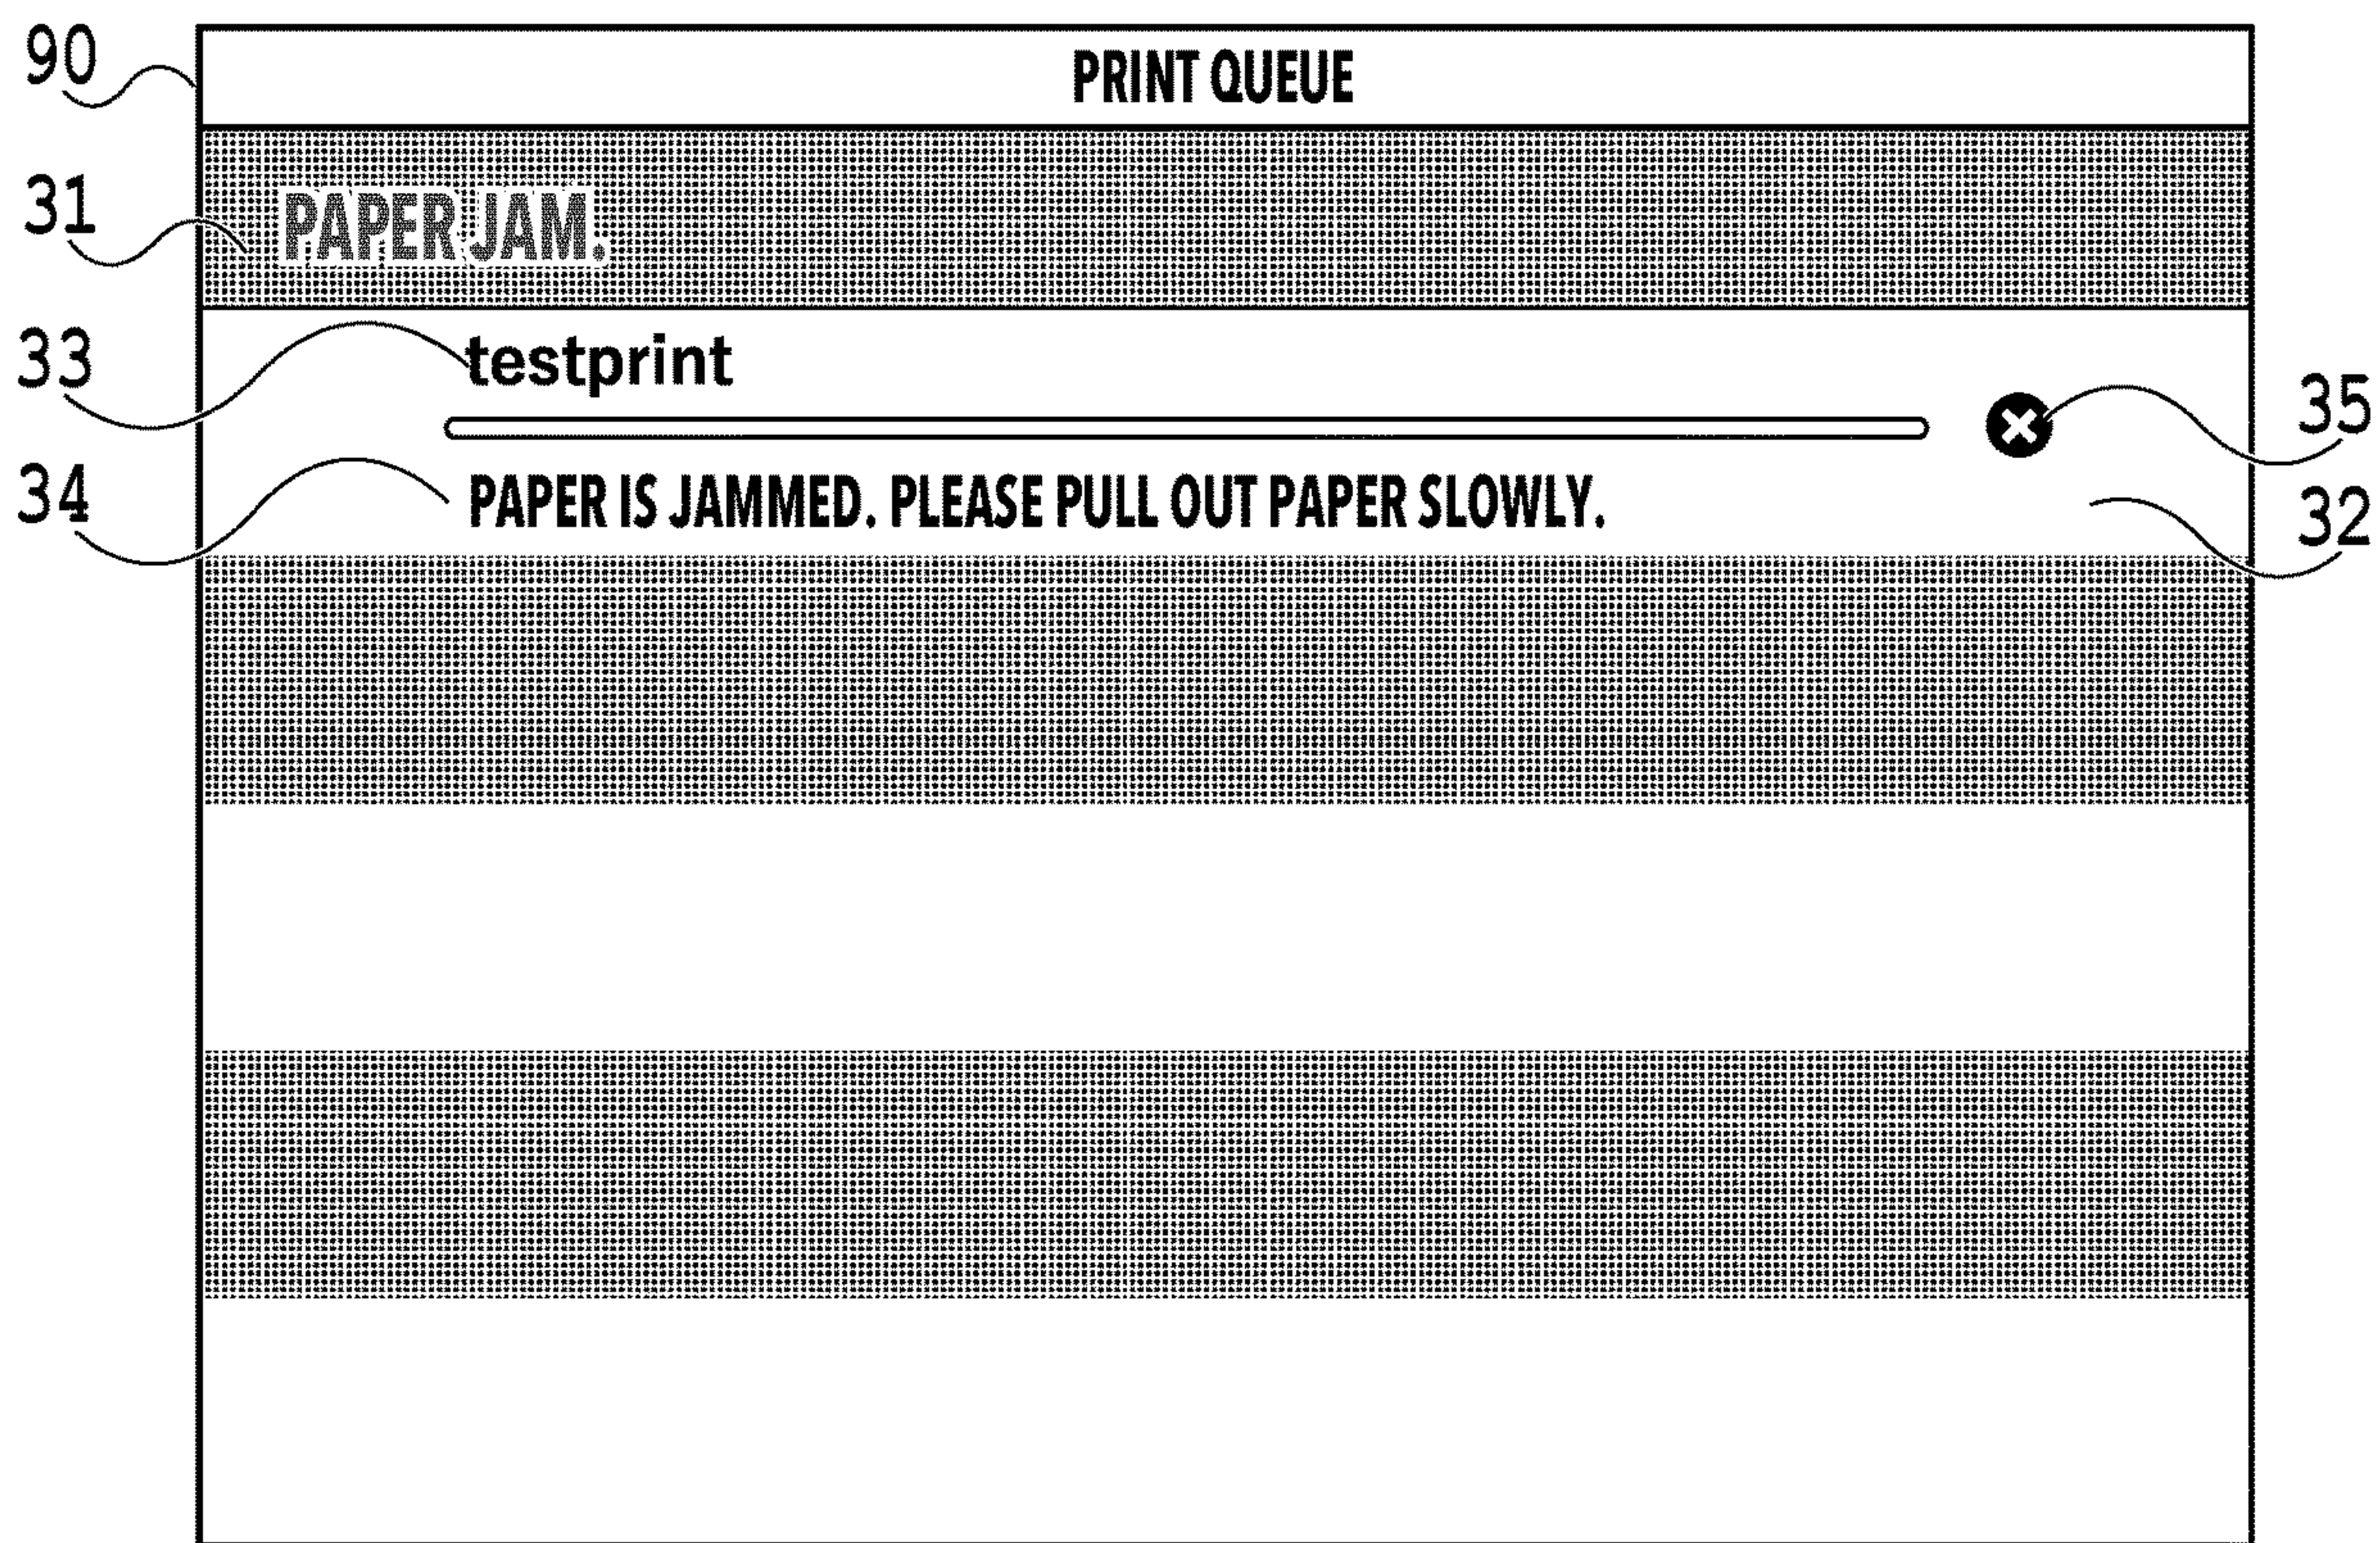 90
PRINT QUEUE
31
PAPER JAM.
33
testprint
35
34
PAPER IS JAMMED. PLEASE PULL OUT PAPER SLOWLY.
32